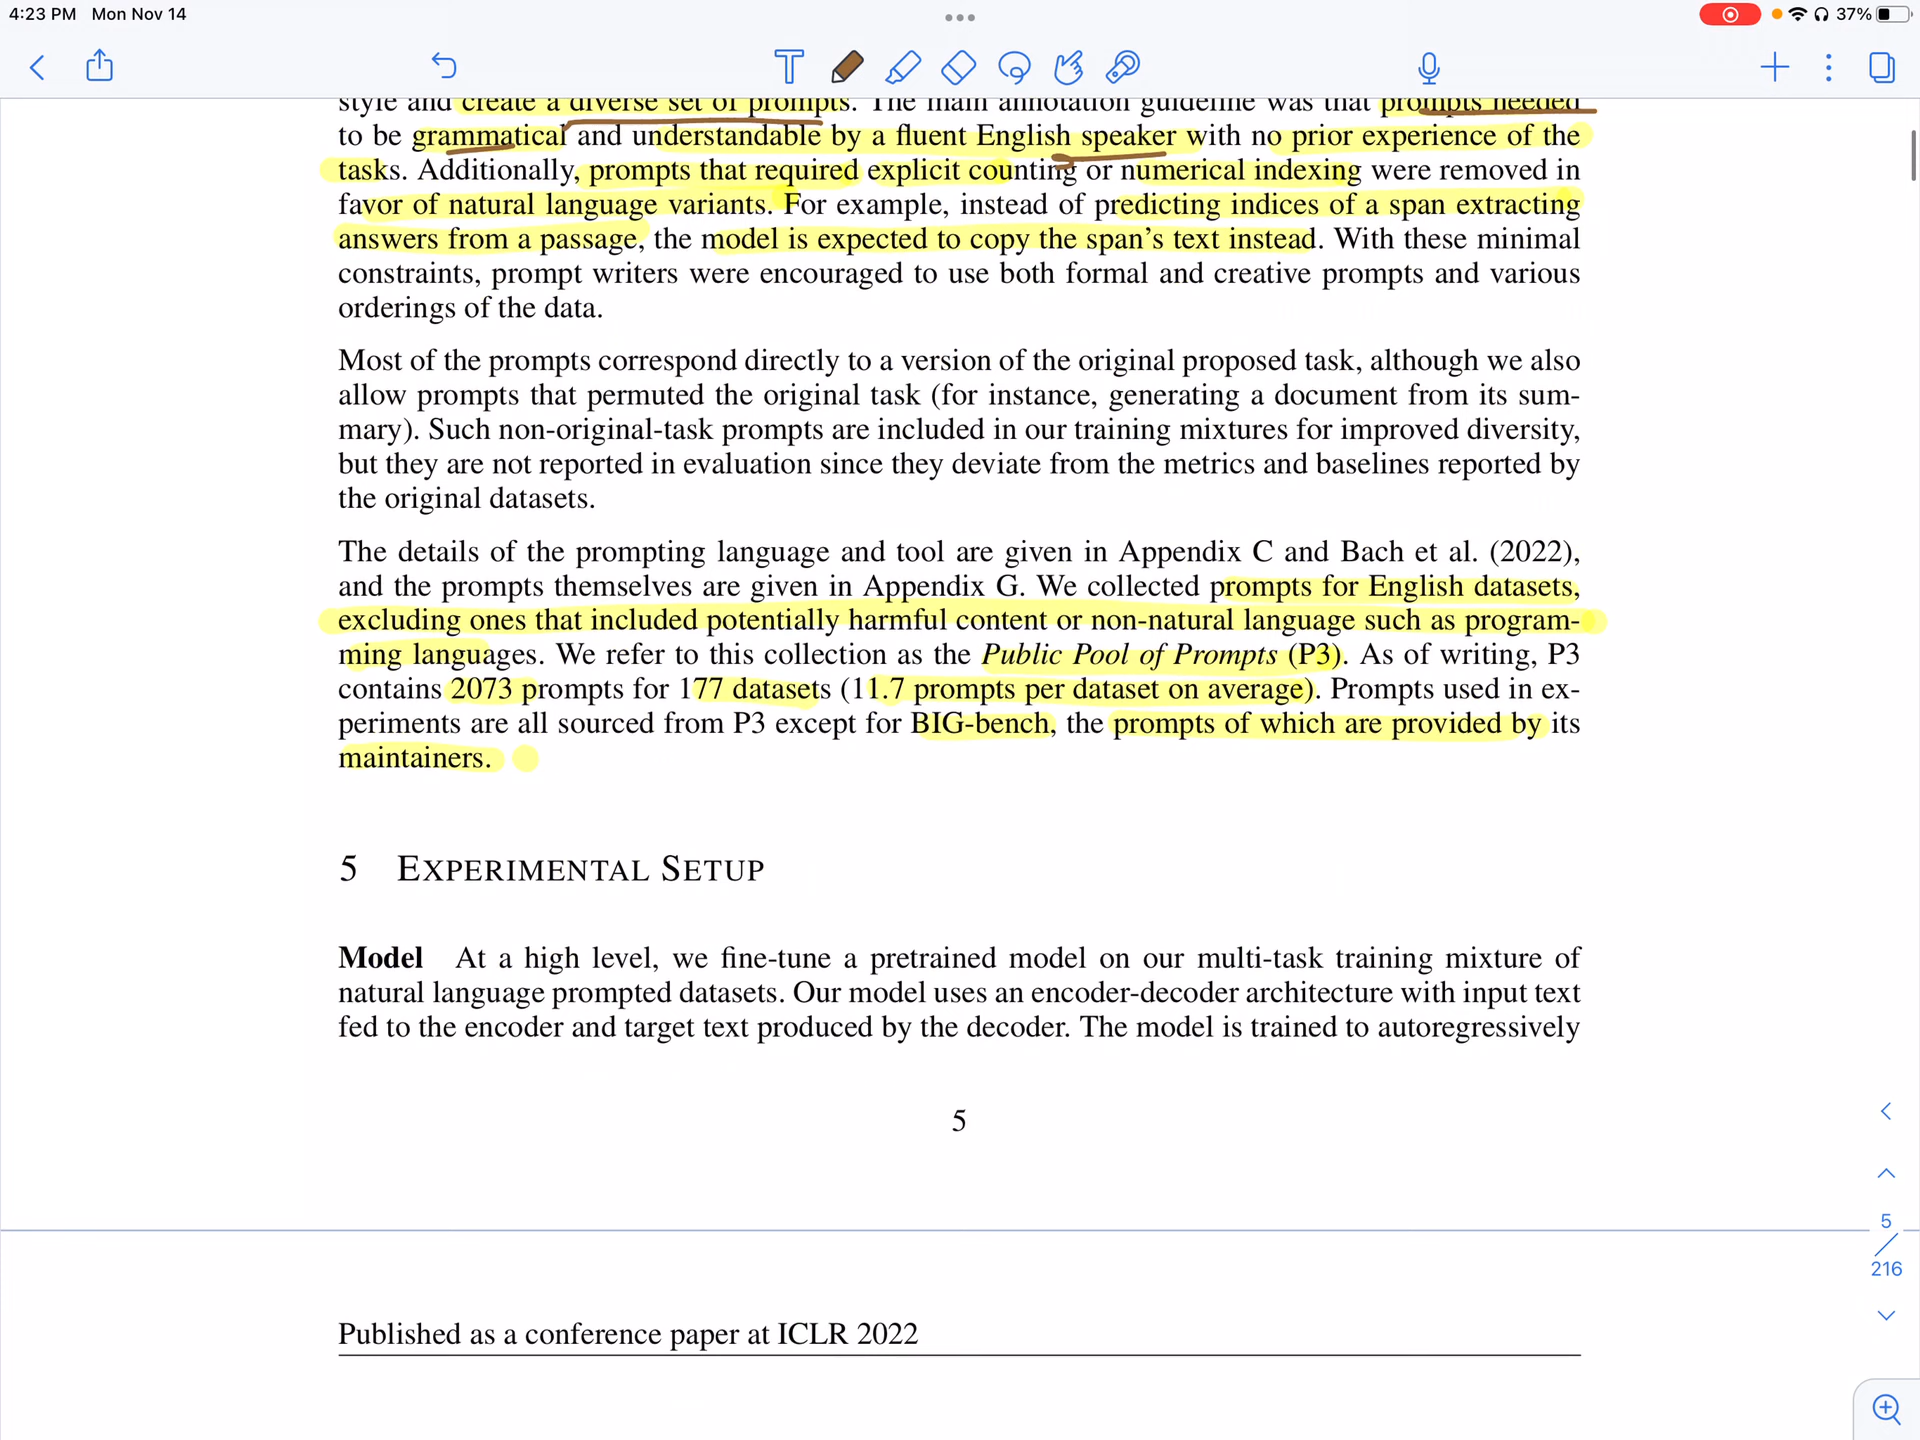 4:23 PM Mon Nov 14
37%
style and create a diverse set of prompts. The main annotation guideline was that prompts needed
to be grammatical and understandable by a fluent English speaker with no prior experience of the
tasks. Additionally, prompts that required explicit counting or numerical indexing were removed in
favor of natural language variants. For example, instead of predicting indices of a span extracting
answers from a passage, the model is expected to copy the span's text instead. With these minimal
constraints, prompt writers were encouraged to use both formal and creative prompts and various
orderings of the data.
Most of the prompts correspond directly to a version of the original proposed task, although we also
allow prompts that permuted the original task (for instance, generating a document from its sum-
mary). Such non-original-task prompts are included in our training mixtures for improved diversity,
but they are not reported in evaluation since they deviate from the metrics and baselines reported by
the original datasets.
The details of the prompting language and tool are given in Appendix C and Bach et al. (2022),
and the prompts themselves are given in Appendix G. We collected prompts for English datasets,
excluding ones that included potentially harmful content or non-natural language such as program-
ming languages. We refer to this collection as the Public Pool of Prompts (P3). As of writing, P3
contains 2073 prompts for 177 datasets (11.7 prompts per dataset on average). Prompts used in ex-
periments are all sourced from P3 except for BIG-bench, the prompts of which are provided by its
maintainers.
5 EXPERIMENTAL SETUP
Model At a high level, we fine-tune a pretrained model on our multi-task training mixture of
natural language prompted datasets. Our model uses an encoder-decoder architecture with input text
fed to the encoder and target text produced by the decoder. The model is trained to autoregressively
5
5
216
Published as a conference paper at ICLR 2022